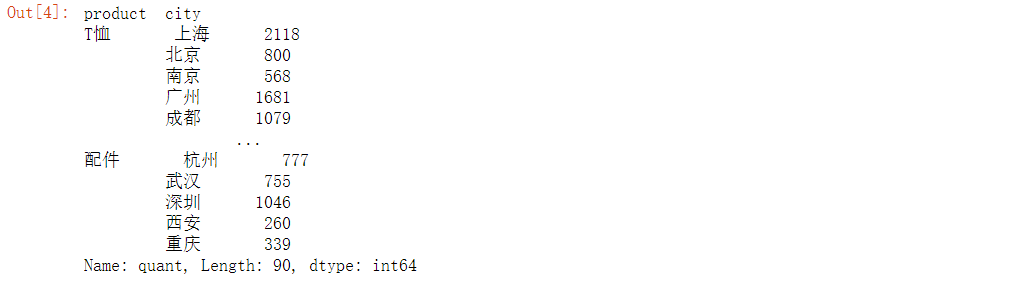 Out[4]: product  city
T恤       上海      2118
北京       800
南京       568
广州      1681
成都      1079
...
配件       杭州       777
武汉       755
深圳      1046
西安       260
重庆       339
Name: quant, Length: 90, dtype: int64